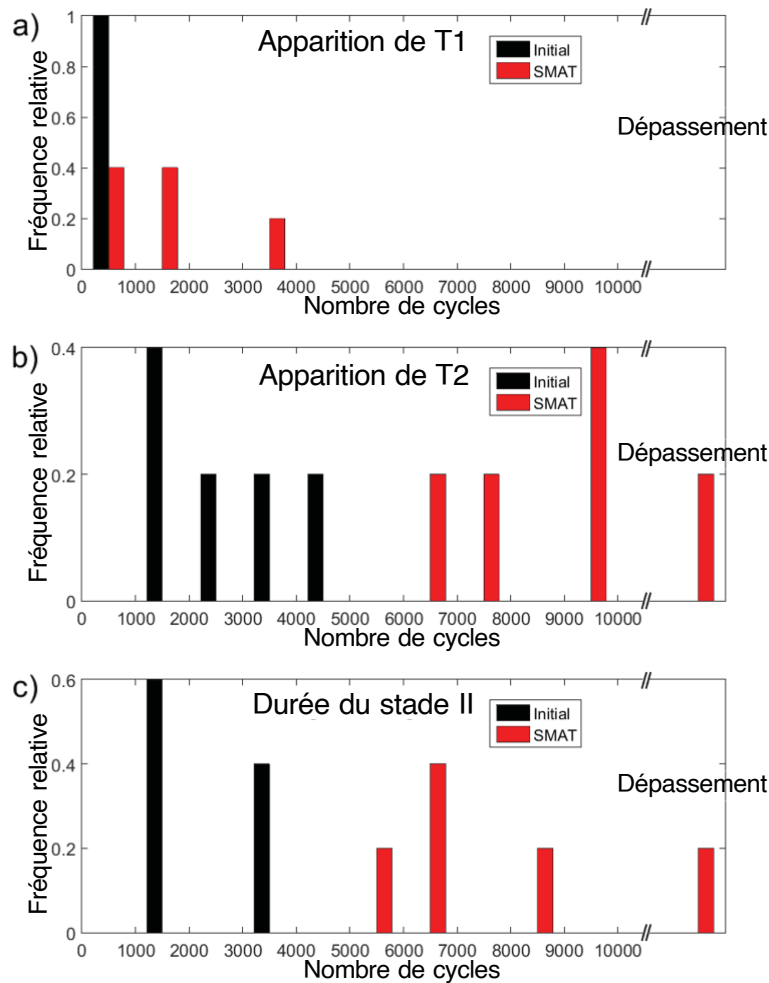 a)
Apparition de T1
Initial
SMAT
Dépassement
Fréquence relative
1
0.8
0.6
0.4
0.2
0
0 1000 2000 3000 4000 5000 6000 7000 8000 9000 10000
Nombre de cycles
b)
Apparition de T2
Initial
SMAT
Dépassement
Fréquence relative
0.4
0.2
0
0 1000 2000 3000 4000 5000 6000 7000 8000 9000 10000
Nombre de cycles
c)
Durée du stade II
Initial
SMAT
Dépassement
Fréquence relative
0.6
0.4
0.2
0
0 1000 2000 3000 4000 5000 6000 7000 8000 9000 10000
Nombre de cycles